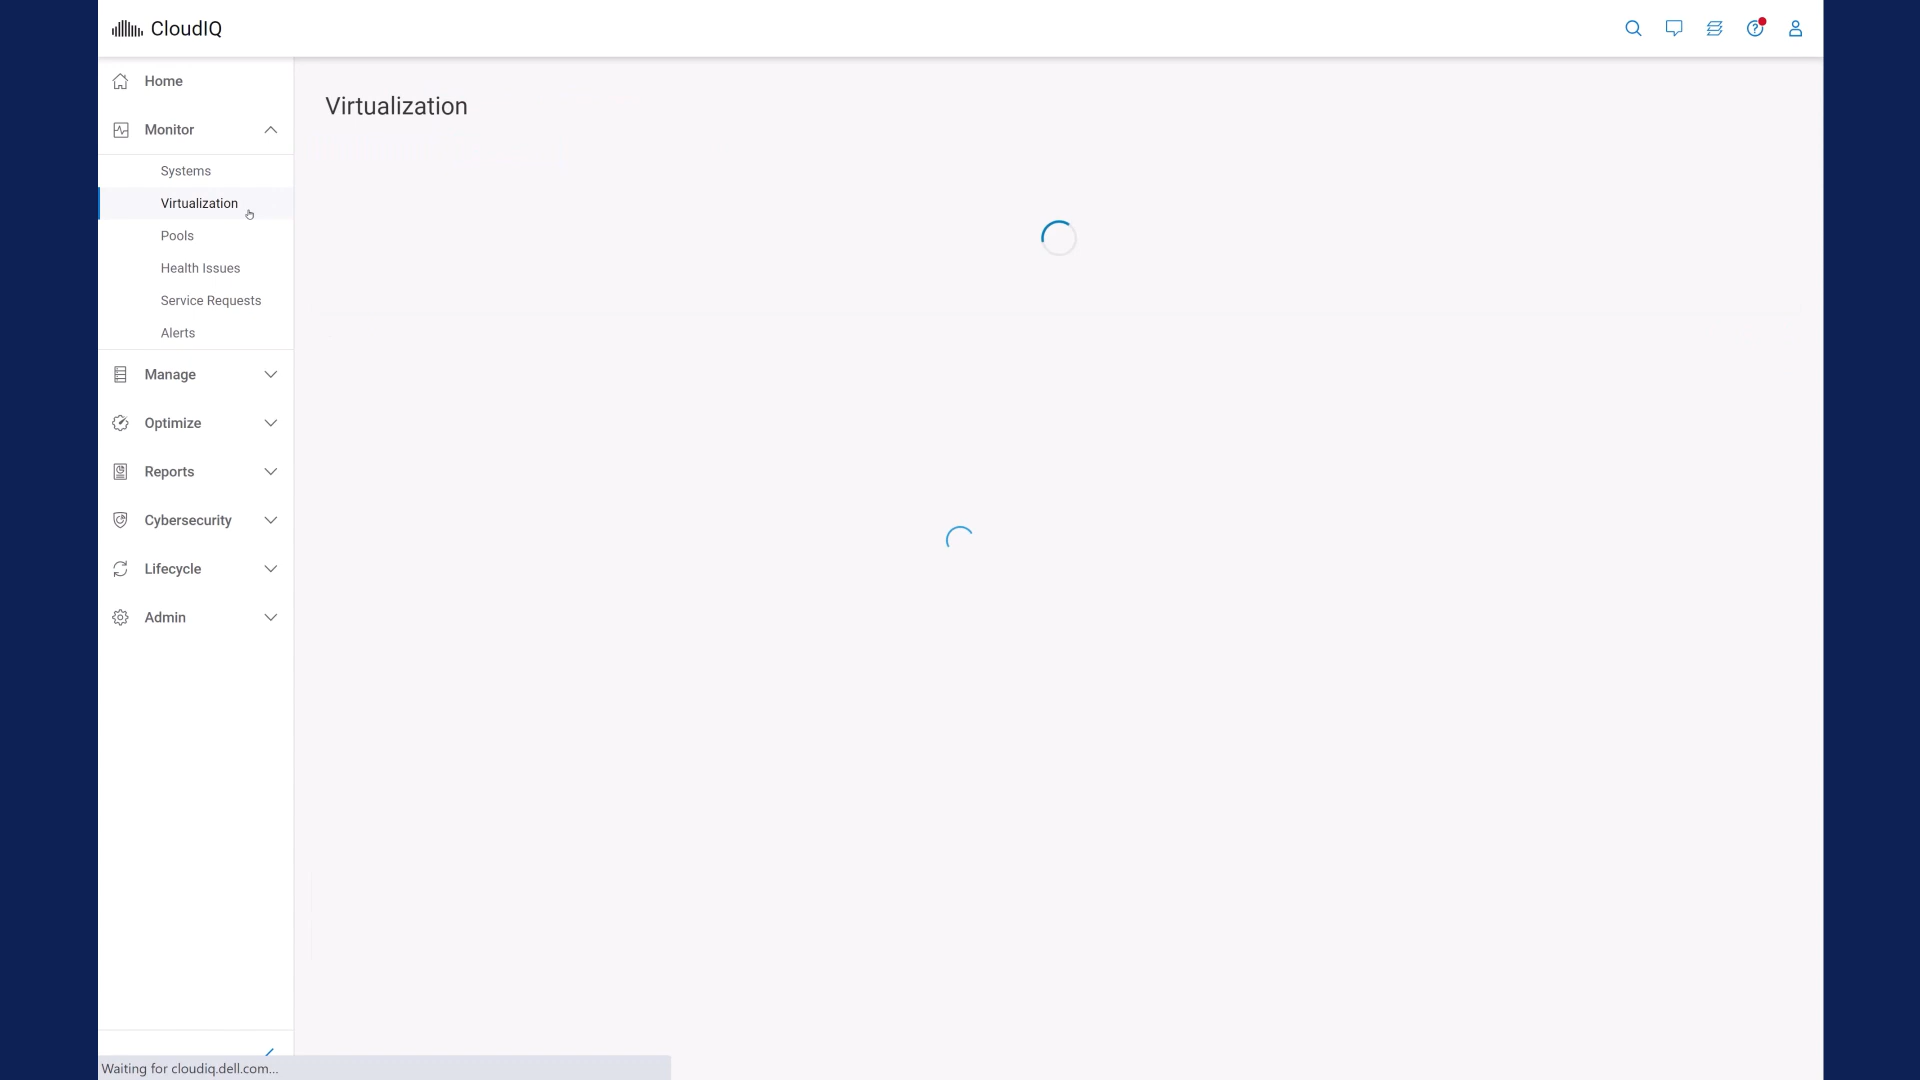 CloudIQ
Home
Virtualization
Monitor
Systems
Virtualization
Pools
Health Issues
Service Requests
Alerts
Manage
Optimize
Reports
Cybersecurity
Lifecycle
Admin
Waiting for cloudiq.dell.com...